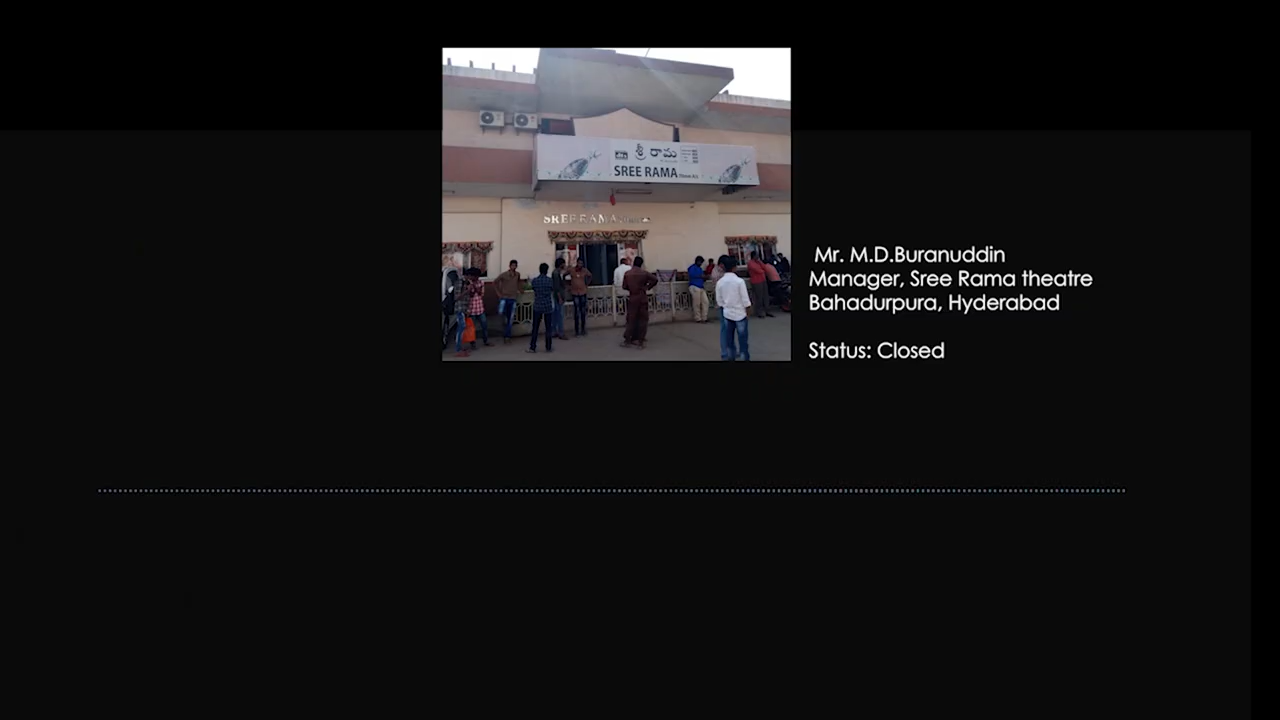 శ్రీ రామ
SREE RAMA
SREE RAMA
Mr. M.D.Buranuddin
Manager, Sree Rama theatre
Bahadurpura, Hyderabad
Status: Closed